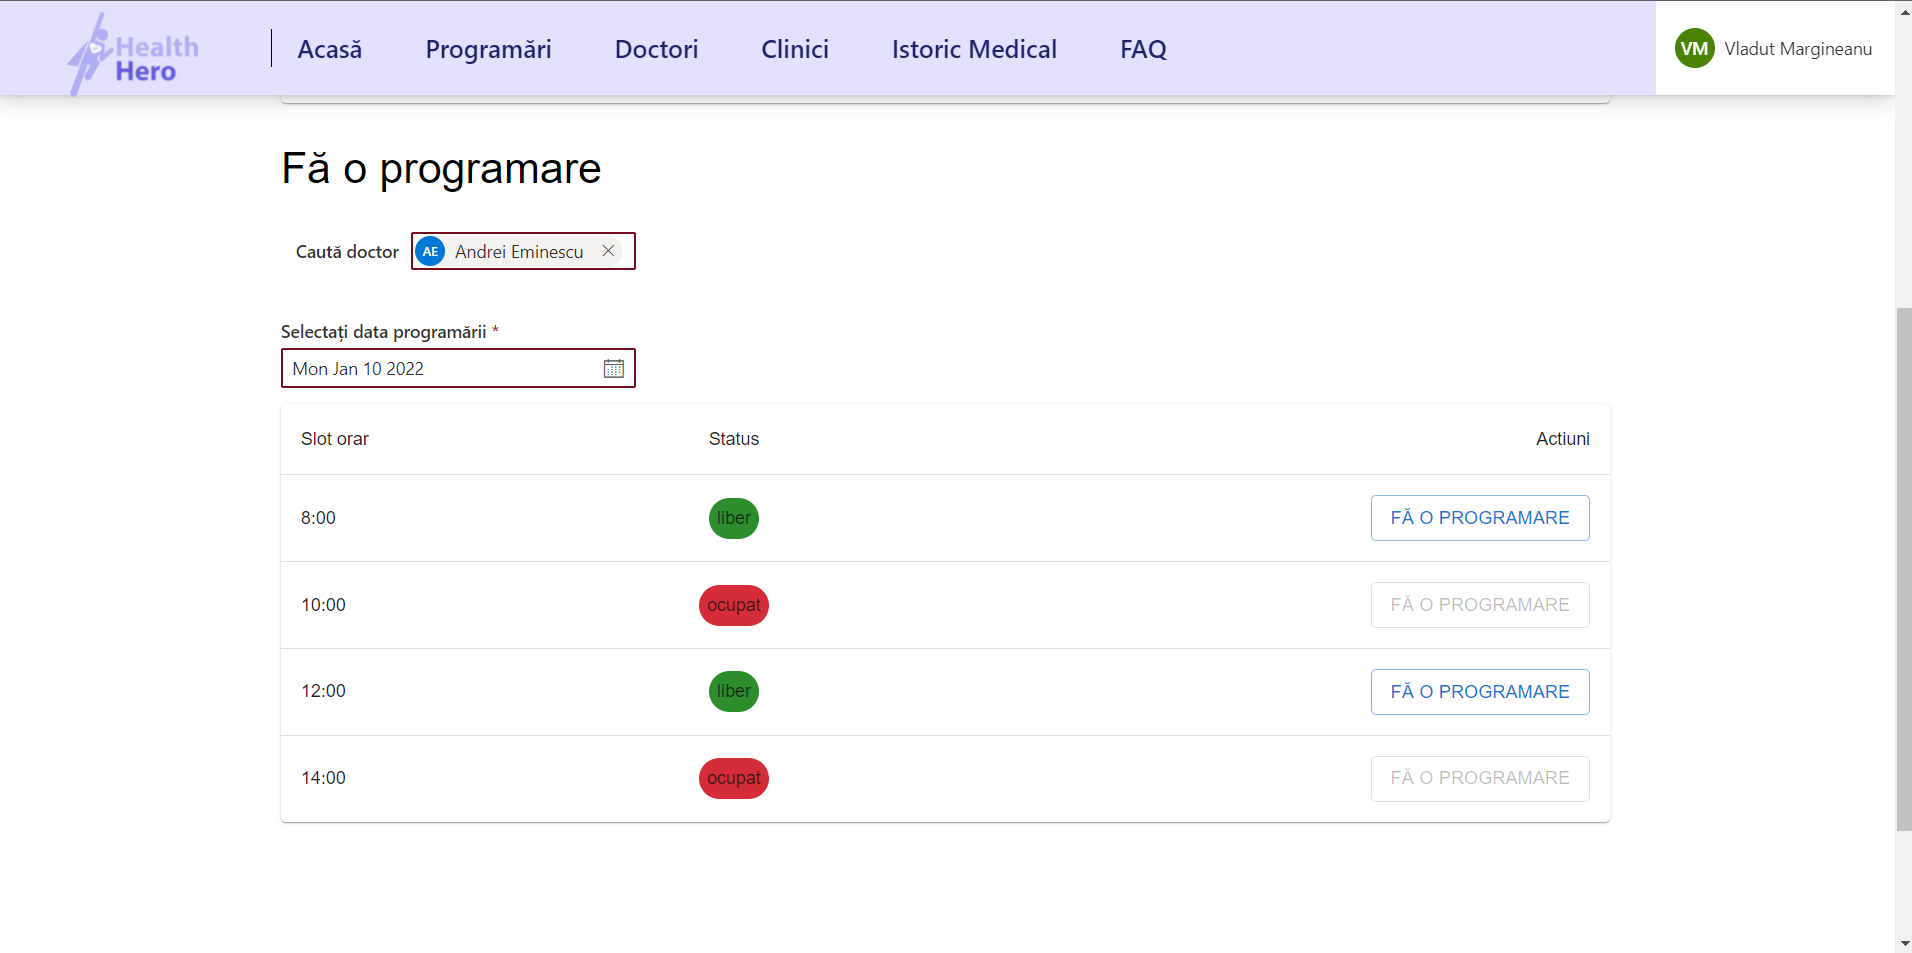 Health
Hero
Acasă
Programări
Doctori
Clinici
Istoric Medical
FAQ
VM
Vladut Margineanu
Fă o programare
Caută doctor
AE
Andrei Eminescu
Selectați data programării *
Mon Jan 10 2022
Slot orar
Status
Actiuni
8:00
liber
FĂ O PROGRAMARE
10:00
ocupat
FĂ O PROGRAMARE
12:00
liber
FĂ O PROGRAMARE
14:00
ocupat
FĂ O PROGRAMARE